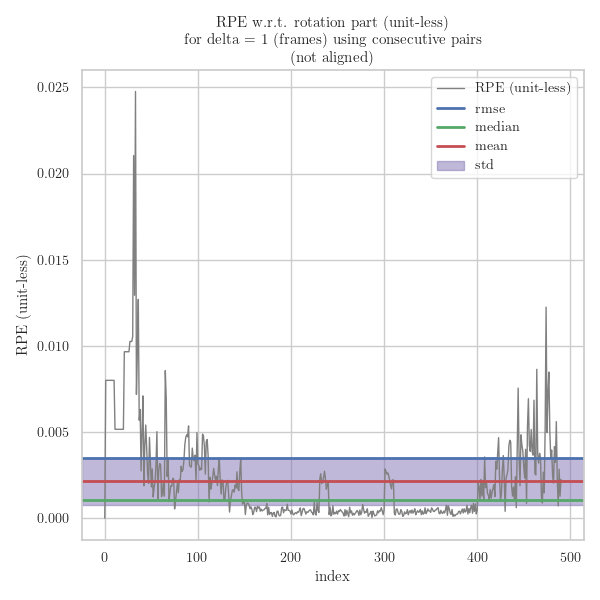 RPE w.r.t. rotation part (unit-less)
for delta = 1 (frames) using consecutive pairs
(not aligned)
RPE (unit-less)
rmse
median
mean
std
0.025
0.020
0.015
0.010
0.005
0.000
RPE (unit-less)
0 100 200 300 400 500
index